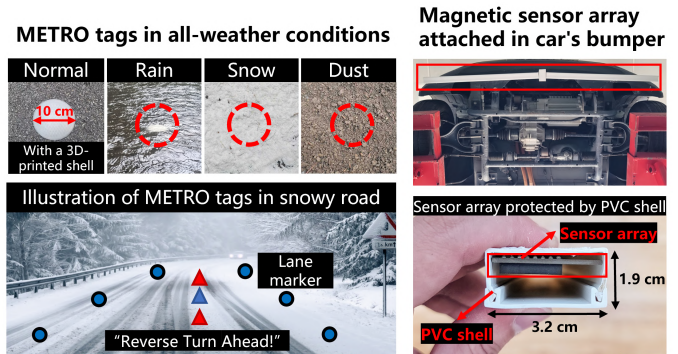 METRO tags in all-weather conditions
Normal
Rain
Snow
Dust
10 cm
With a 3D-
printed shell
Illustration of METRO tags in snowy road
Lane
marker
“Reverse Turn Ahead!”
Magnetic sensor array
attached in car's bumper
Sensor array protected by PVC shell
Sensor array
1.9 cm
PVC shell
3.2 cm